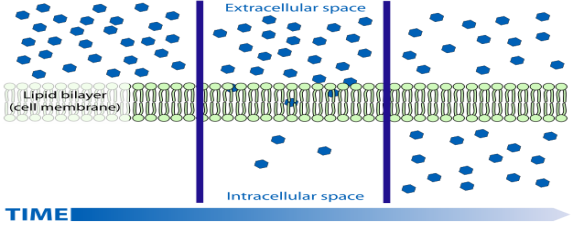 Extracellular space
Lipid bilayer
(cell membrane)
Intracellular space
TIME